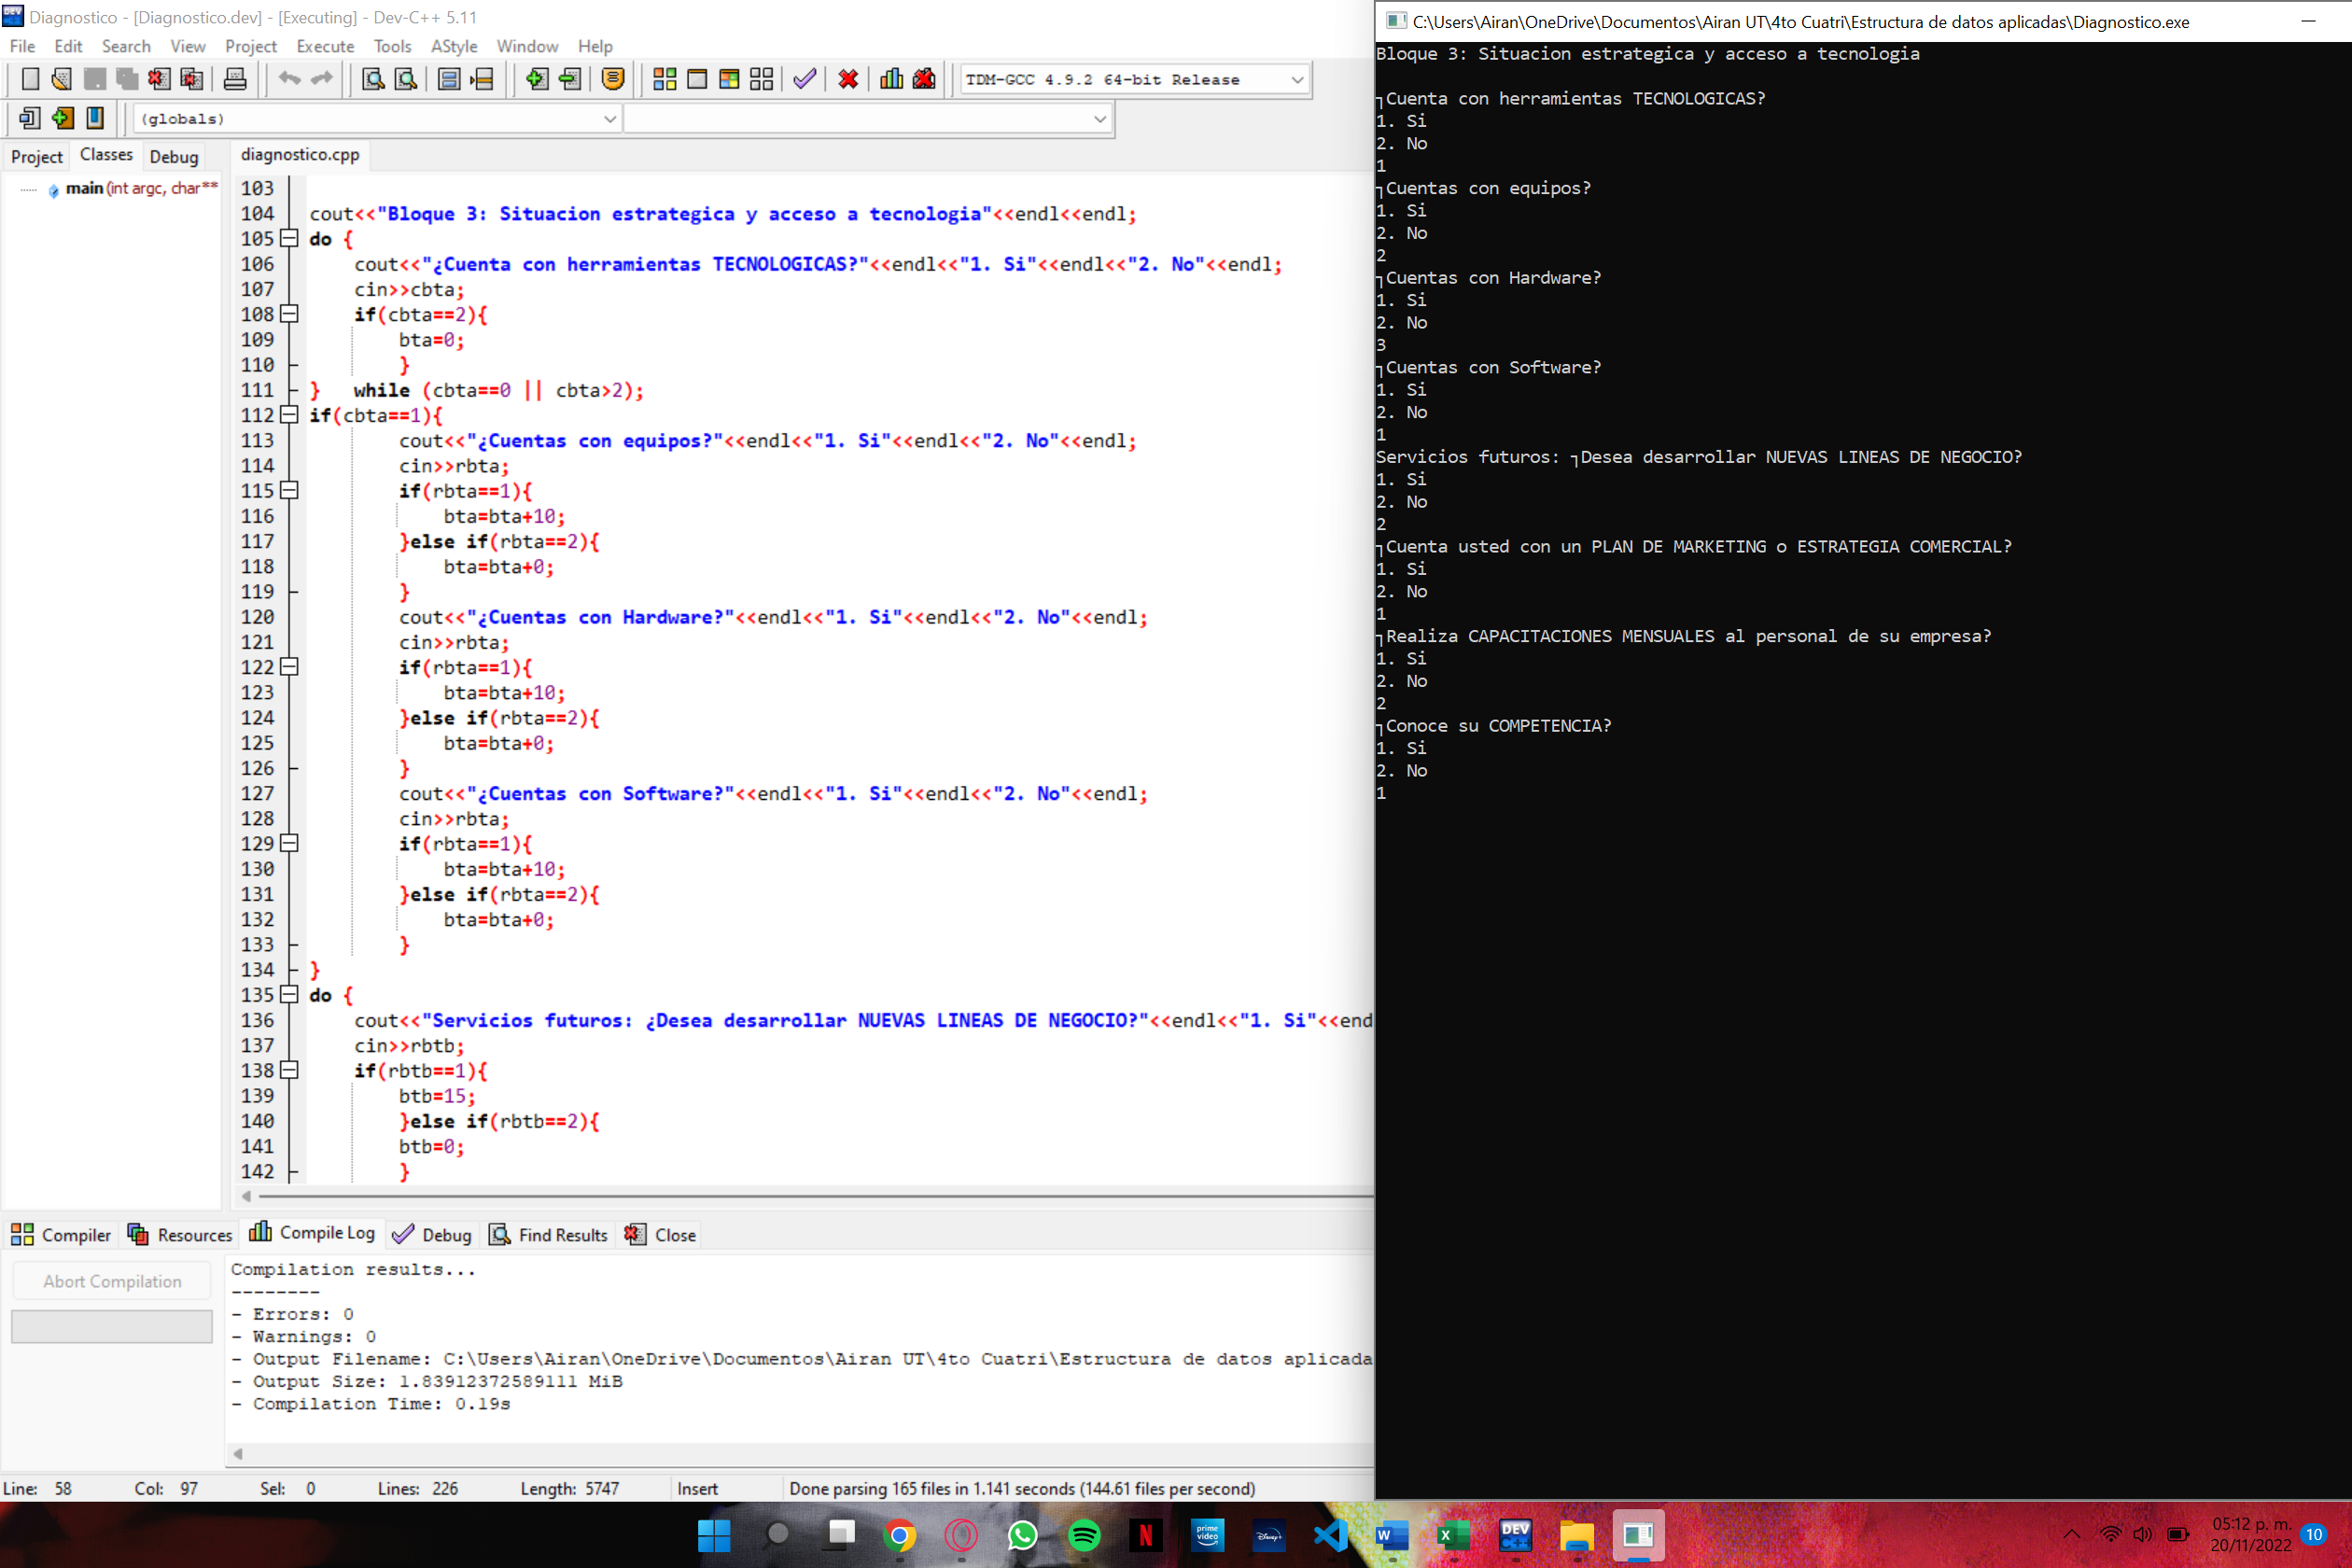 Diagnostico - [Diagnostico.dev] - [Executing] - Dev-C++ 5.11
File Edit Search View Project Execute Tools AStyle Window Help
TDM-GCC 4.9.2 64-bit Release
(globals)
Project Classes Debug
diagnostico.cpp
main (int argc, char**
103
104 cout<<"Bloque 3: Situacion estrategica y acceso a tecnologia"<<endl<<endl;
105 do {
106 cout<<"¿Cuenta con herramientas TECNOLOGICAS?"<<endl<<"1. Si"<<endl<<"2. No"<<endl;
107 cin>>cbta;
108 if(cbta==2){
109 bta=0;
110 }
111 } while (cbta==0 || cbta>2);
112 if(cbta==1){
113 cout<<"¿Cuentas con equipos?"<<endl<<"1. Si"<<endl<<"2. No"<<endl;
114 cin>>rbta;
115 if(rbta==1){
116 bta=bta+10;
117 }else if(rbta==2){
118 bta=bta+0;
119 }
120 cout<<"¿Cuentas con Hardware?"<<endl<<"1. Si"<<endl<<"2. No"<<endl;
121 cin>>rbta;
122 if(rbta==1){
123 bta=bta+10;
124 }else if(rbta==2){
125 bta=bta+0;
126 }
127 cout<<"¿Cuentas con Software?"<<endl<<"1. Si"<<endl<<"2. No"<<endl;
128 cin>>rbta;
129 if(rbta==1){
130 bta=bta+10;
131 }else if(rbta==2){
132 bta=bta+0;
133 }
134 }
135 do {
136 cout<<"Servicios futuros: ¿Desea desarrollar NUEVAS LINEAS DE NEGOCIO?"<<endl<<"1. Si"<<end
137 cin>>rbtb;
138 if(rbtb==1){
139 btb=15;
140 }else if(rbtb==2){
141 btb=0;
142 }
Compiler Resources Compile Log Debug Find Results Close
Abort Compilation
Compilation results...
--------
- Errors: 0
- Warnings: 0
- Output Filename: C:\Users\Airan\OneDrive\Documentos\Airan UT\4to Cuatri\Estructura de datos aplicada
- Output Size: 1.83912372589111 MiB
- Compilation Time: 0.19s
Line: 58 Col: 97 Sel: 0 Lines: 226 Length: 5747 Insert Done parsing 165 files in 1.141 seconds (144.61 files per second)
C:\Users\Airan\OneDrive\Documentos\Airan UT\4to Cuatri\Estructura de datos aplicadas\Diagnostico.exe
Bloque 3: Situacion estrategica y acceso a tecnologia
┐Cuenta con herramientas TECNOLOGICAS?
1. Si
2. No
1
┐Cuentas con equipos?
1. Si
2. No
2
┐Cuentas con Hardware?
1. Si
2. No
3
┐Cuentas con Software?
1. Si
2. No
1
Servicios futuros: ┐Desea desarrollar NUEVAS LINEAS DE NEGOCIO?
1. Si
2. No
2
┐Cuenta usted con un PLAN DE MARKETING o ESTRATEGIA COMERCIAL?
1. Si
2. No
1
┐Realiza CAPACITACIONES MENSUALES al personal de su empresa?
1. Si
2. No
2
┐Conoce su COMPETENCIA?
1. Si
2. No
1
N
prime video
Disney+
W
X
DEV C++
05:12 p. m.
20/11/2022
10